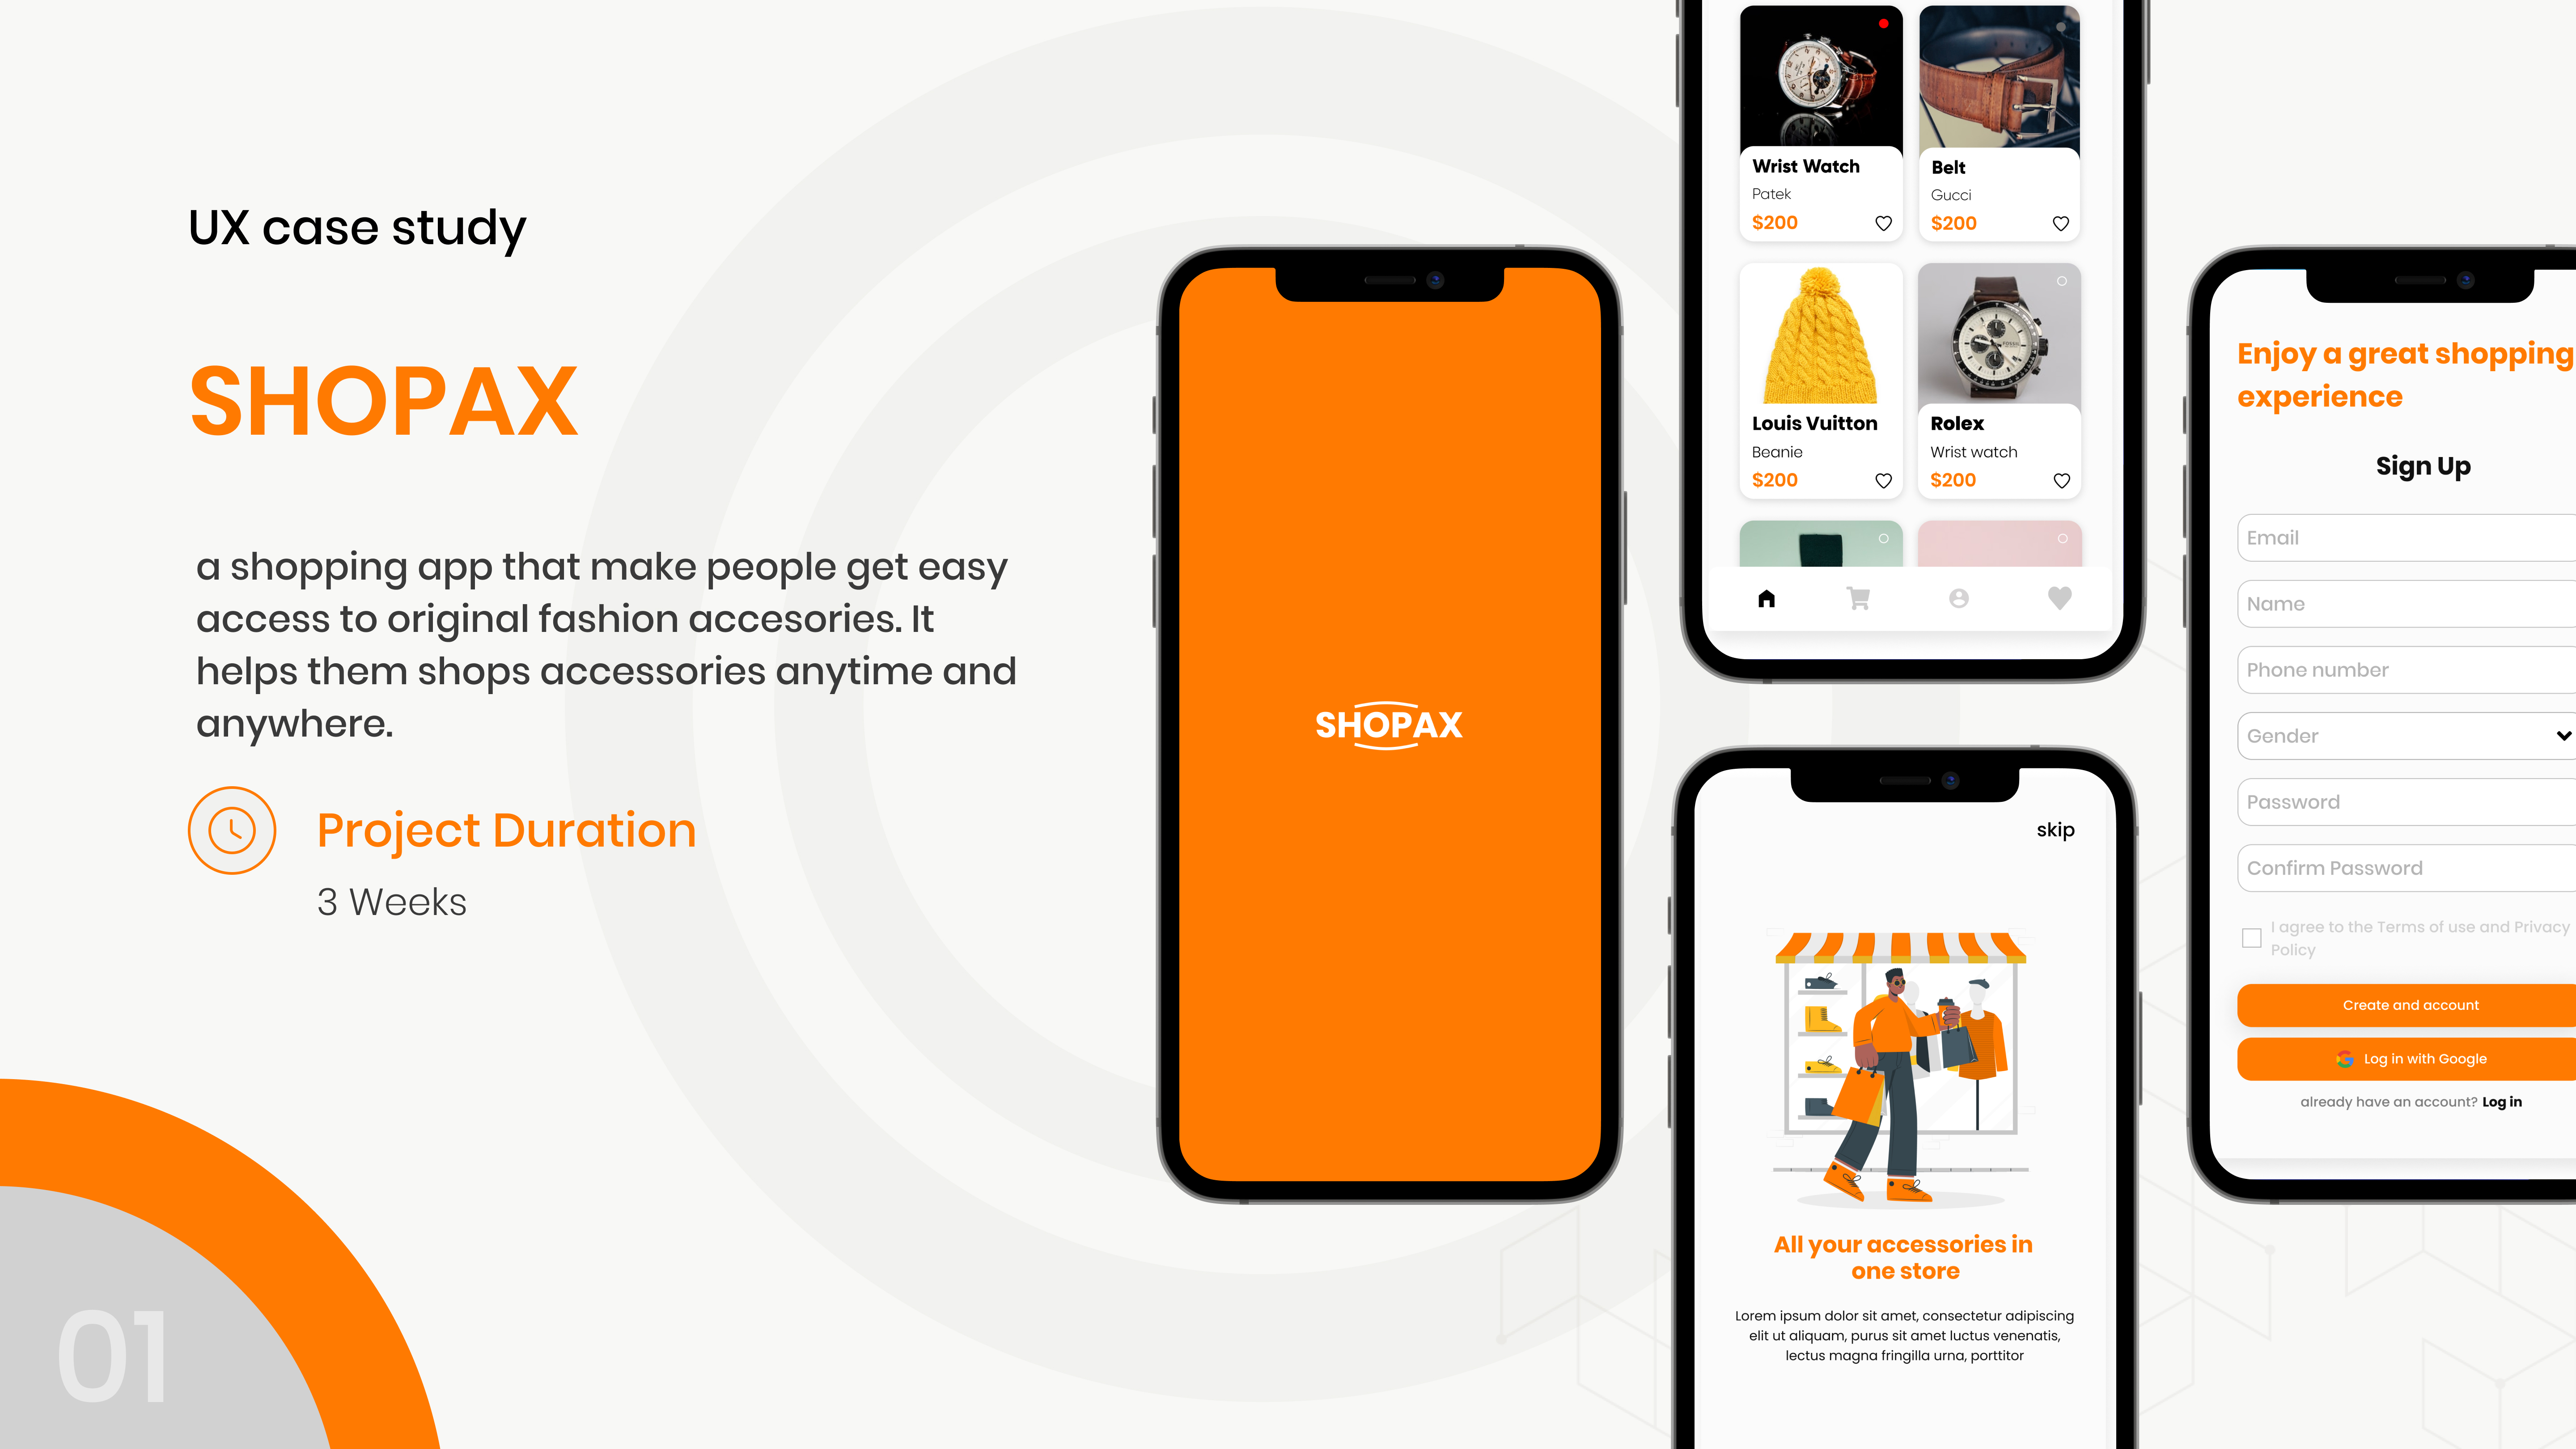 UX case study
SHOPAX
a shopping app that make people get easy
access to original fashion accesories. It
helps them shops accessories anytime and
anywhere.
Project Duration
3 Weeks
01
SHOPAX
Wrist Watch
Patek
$200
Belt
Gucci
$200
Louis Vuitton
Beanie
$200
Rolex
Wrist watch
$200
skip
All your accessories in
one store
Lorem ipsum dolor sit amet, consectetur adipiscing
elit ut aliquam, purus sit amet luctus venenatis,
lectus magna fringilla urna, porttitor
Enjoy a great shopping
experience
Sign Up
Email
Name
Phone number
Gender
Password
Confirm Password
I agree to the Terms of use and Privacy
Policy
Create and account
Log in with Google
already have an account? Log in